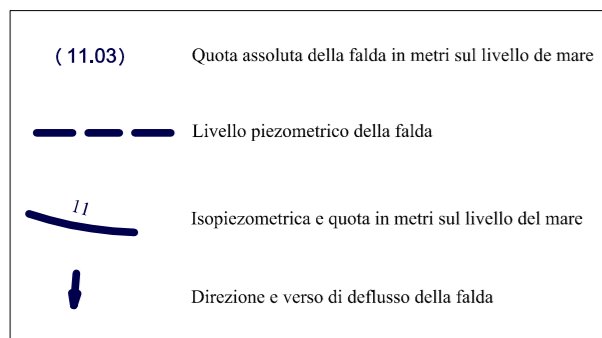 (11.03) Quota assoluta della falda in metri sul livello de mare
Livello piezometrico della falda
11 Isopiezometrica e quota in metri sul livello del mare
Direzione e verso di deflusso della falda